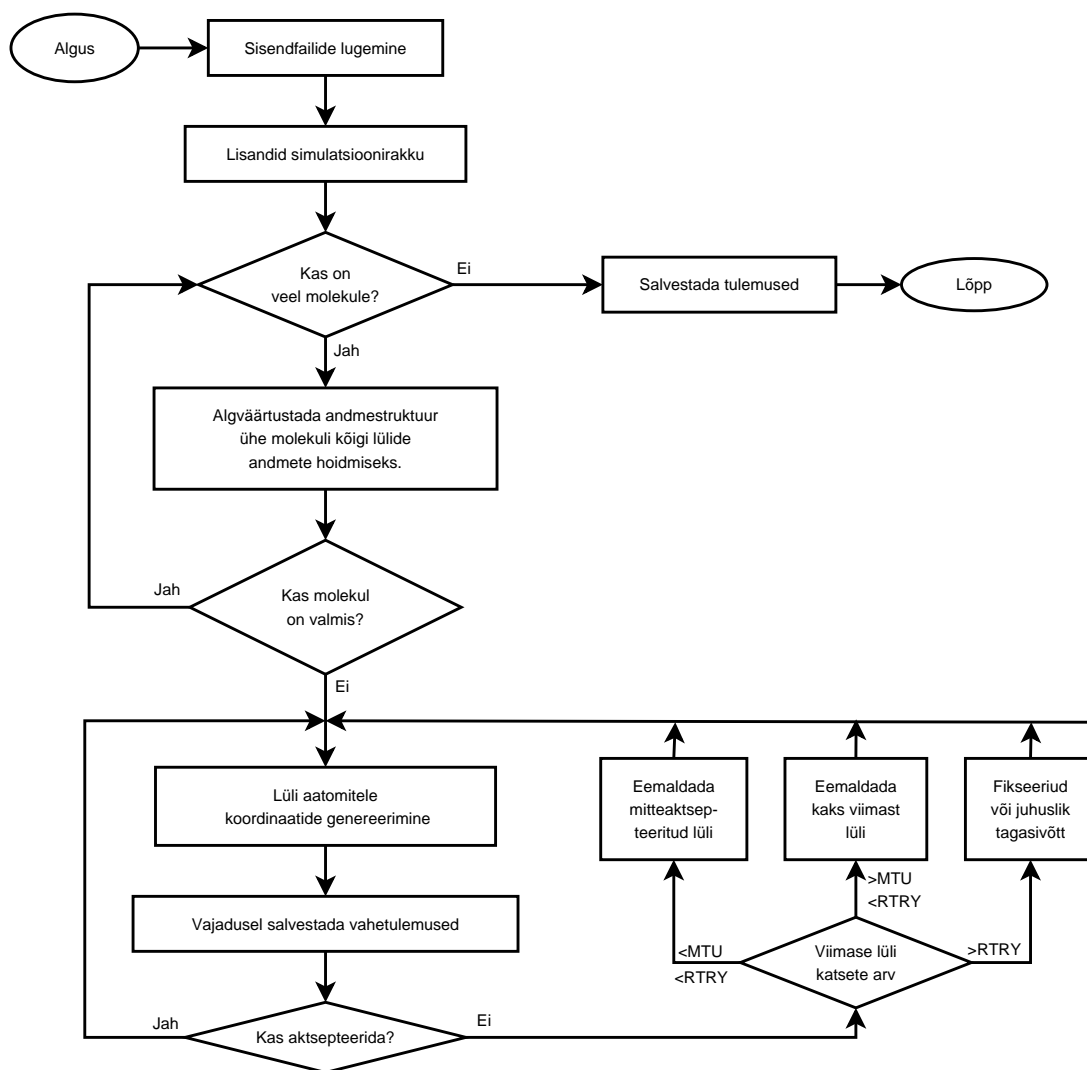 Algus
Sisendfailide lugemine
Lisandid simulatsioonirakku
Kas on
veel molekule?
Ei
Salvestada tulemused
Lõpp
Jah
Algväärtustada andmestruktuur
ühe molekuli kõigi lülide
andmete hoidmiseks.
Jah
Kas molekul
on valmis?
Ei
Lüli aatomitele
koordinaatide genereerimine
Eemaldada
mitteaktsep-
teeritud lüli
Eemaldada
kaks viimast
lüli
Fikseeriud
või juhuslik
tagasivõtt
Vajadusel salvestada vahetulemused
>MTU
<RTRY
<MTU
<RTRY
Viimase lüli
katsete arv
>RTRY
Jah
Kas aktsepteerida?
Ei